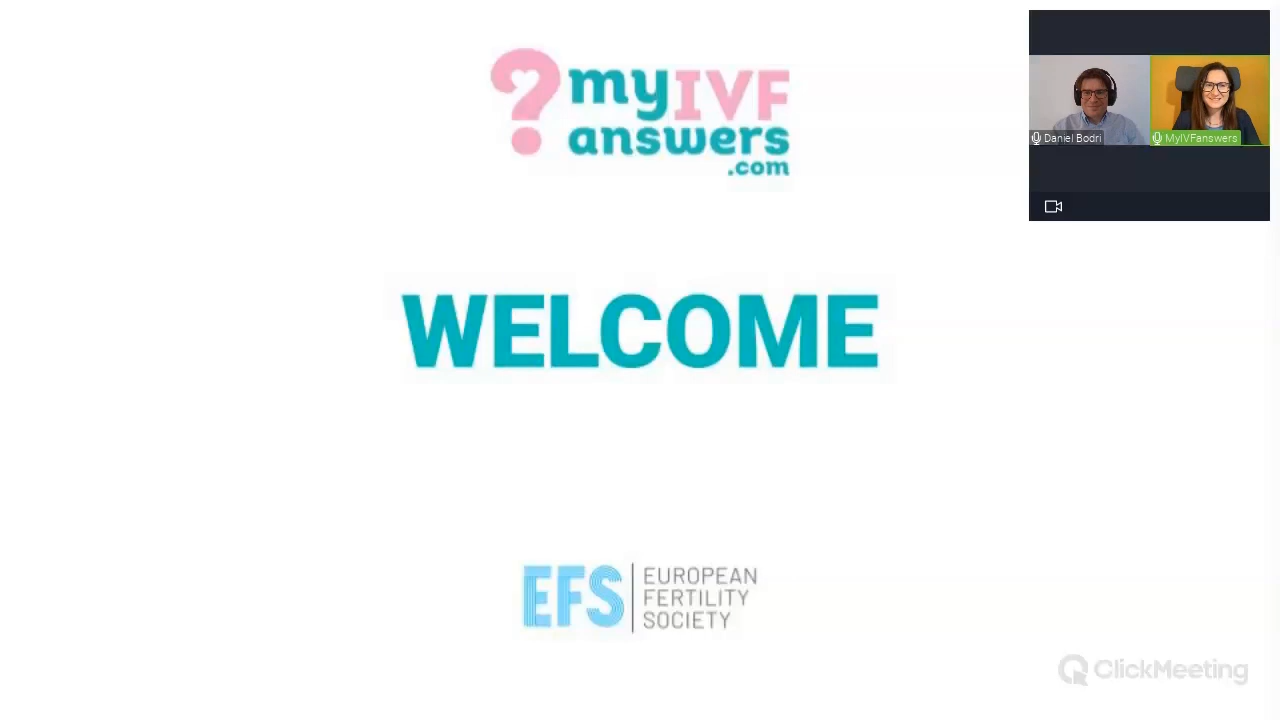 ?
myIVF
answers
.com
Daniel Bodri
MyIVFanswers
WELCOME
EFS
EUROPEAN
FERTILITY
SOCIETY
ClickMeeting